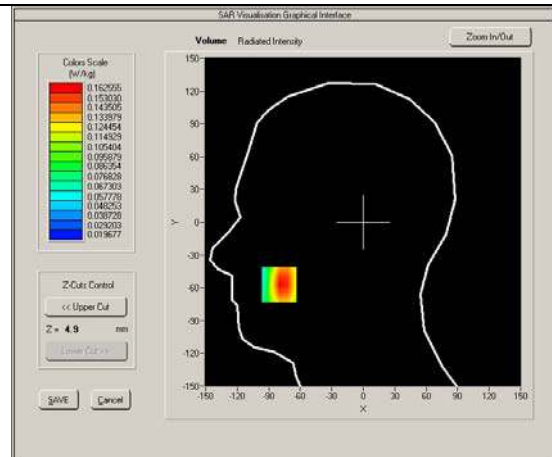 SAR Visualisation Graphical Interface
Volume Radiated Intensity
Zoom In/Out
Colors Scale
(W/kg)
0.162555
0.153030
0.143505
0.133979
0.124454
0.114929
0.105404
0.095879
0.086354
0.076828
0.067303
0.057778
0.048253
0.038728
0.029203
0.019677
Z-Cuts Control
<< Upper Cut
Z = 4.9 mm
Lower Cut >>
SAVE Cancel
150
120
90
60
30
0
-30
-60
-90
-120
-150
Y
-150 -120 -90 -60 -30 0 30 60 90 120 150
X